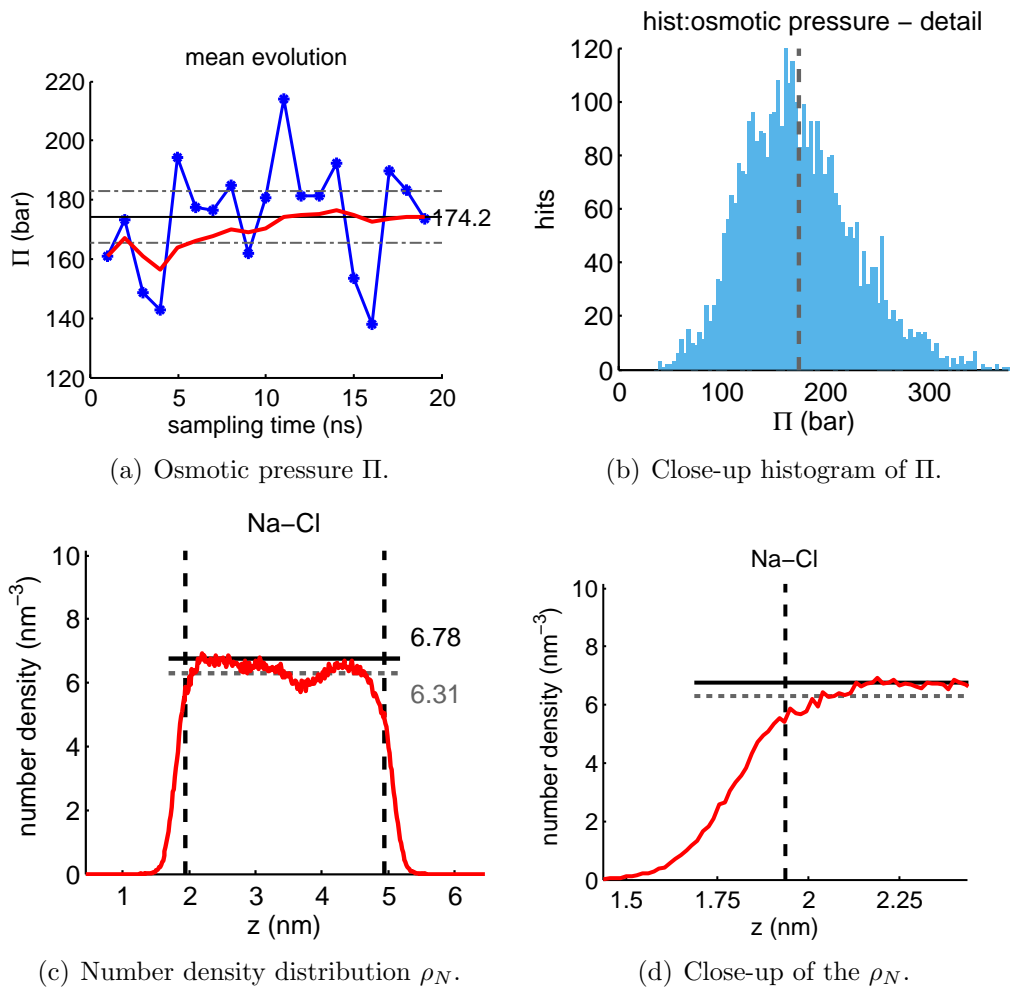 mean evolution
220
200
180
160
140
120
Π (bar)
174.2
0
5
10
15
20
sampling time (ns)
(a) Osmotic pressure Π.
hist:osmotic pressure – detail
120
100
80
60
40
20
0
hits
0
100
200
300
Π (bar)
(b) Close-up histogram of Π.
Na–Cl
10
8
6
4
2
0
number density (nm⁻³)
6.78
6.31
1
2
3
4
5
6
z (nm)
(c) Number density distribution ρ_N.
Na–Cl
10
8
6
4
2
0
number density (nm⁻³)
1.5
1.75
2
2.25
z (nm)
(d) Close-up of the ρ_N.